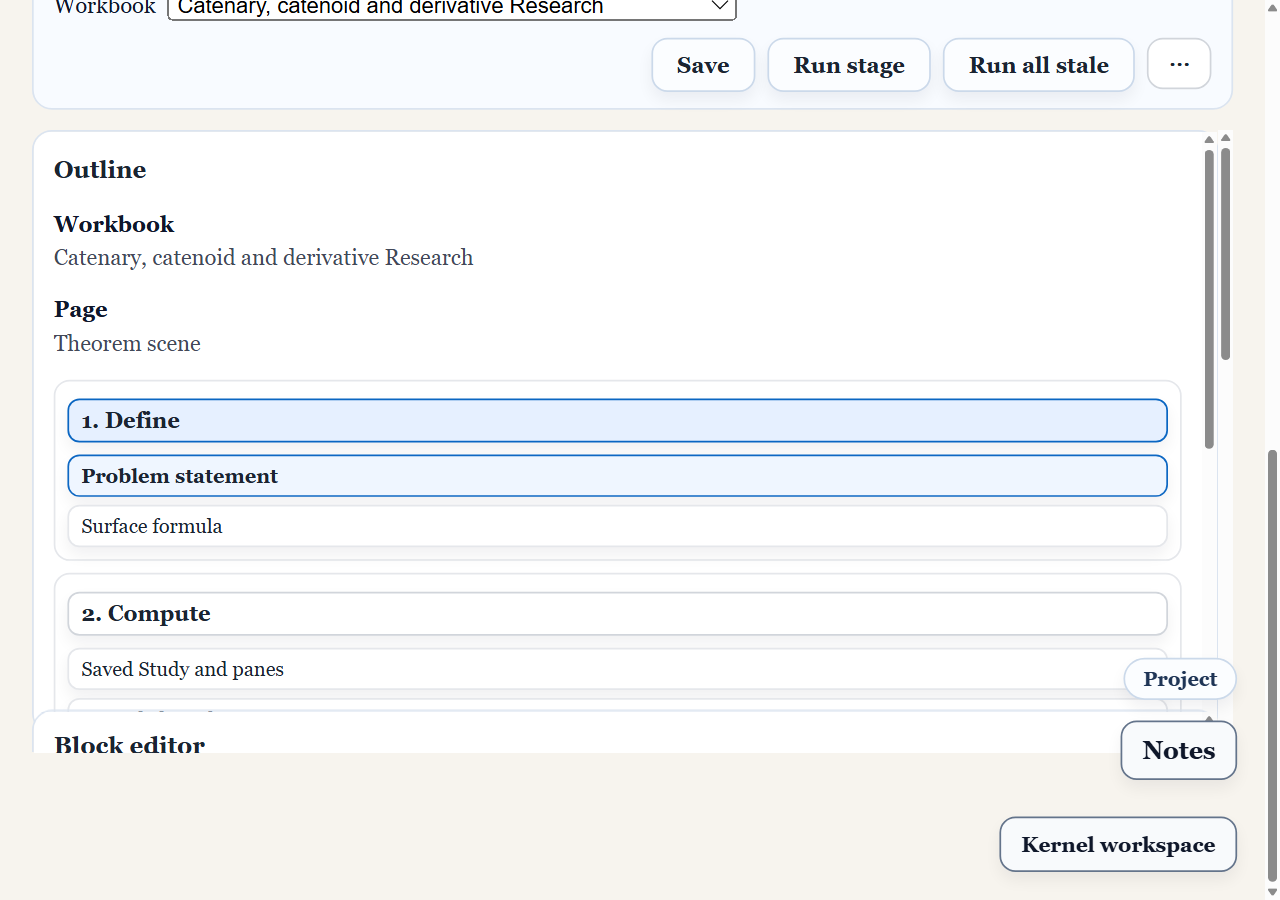 Workbook Catenary, catenoid and derivative Research
Save Run stage Run all stale ...
Outline
Workbook
Catenary, catenoid and derivative Research
Page
Theorem scene
1. Define
Problem statement
Surface formula
2. Compute
Saved Study and panes
Project
Block editor
Notes
Kernel workspace